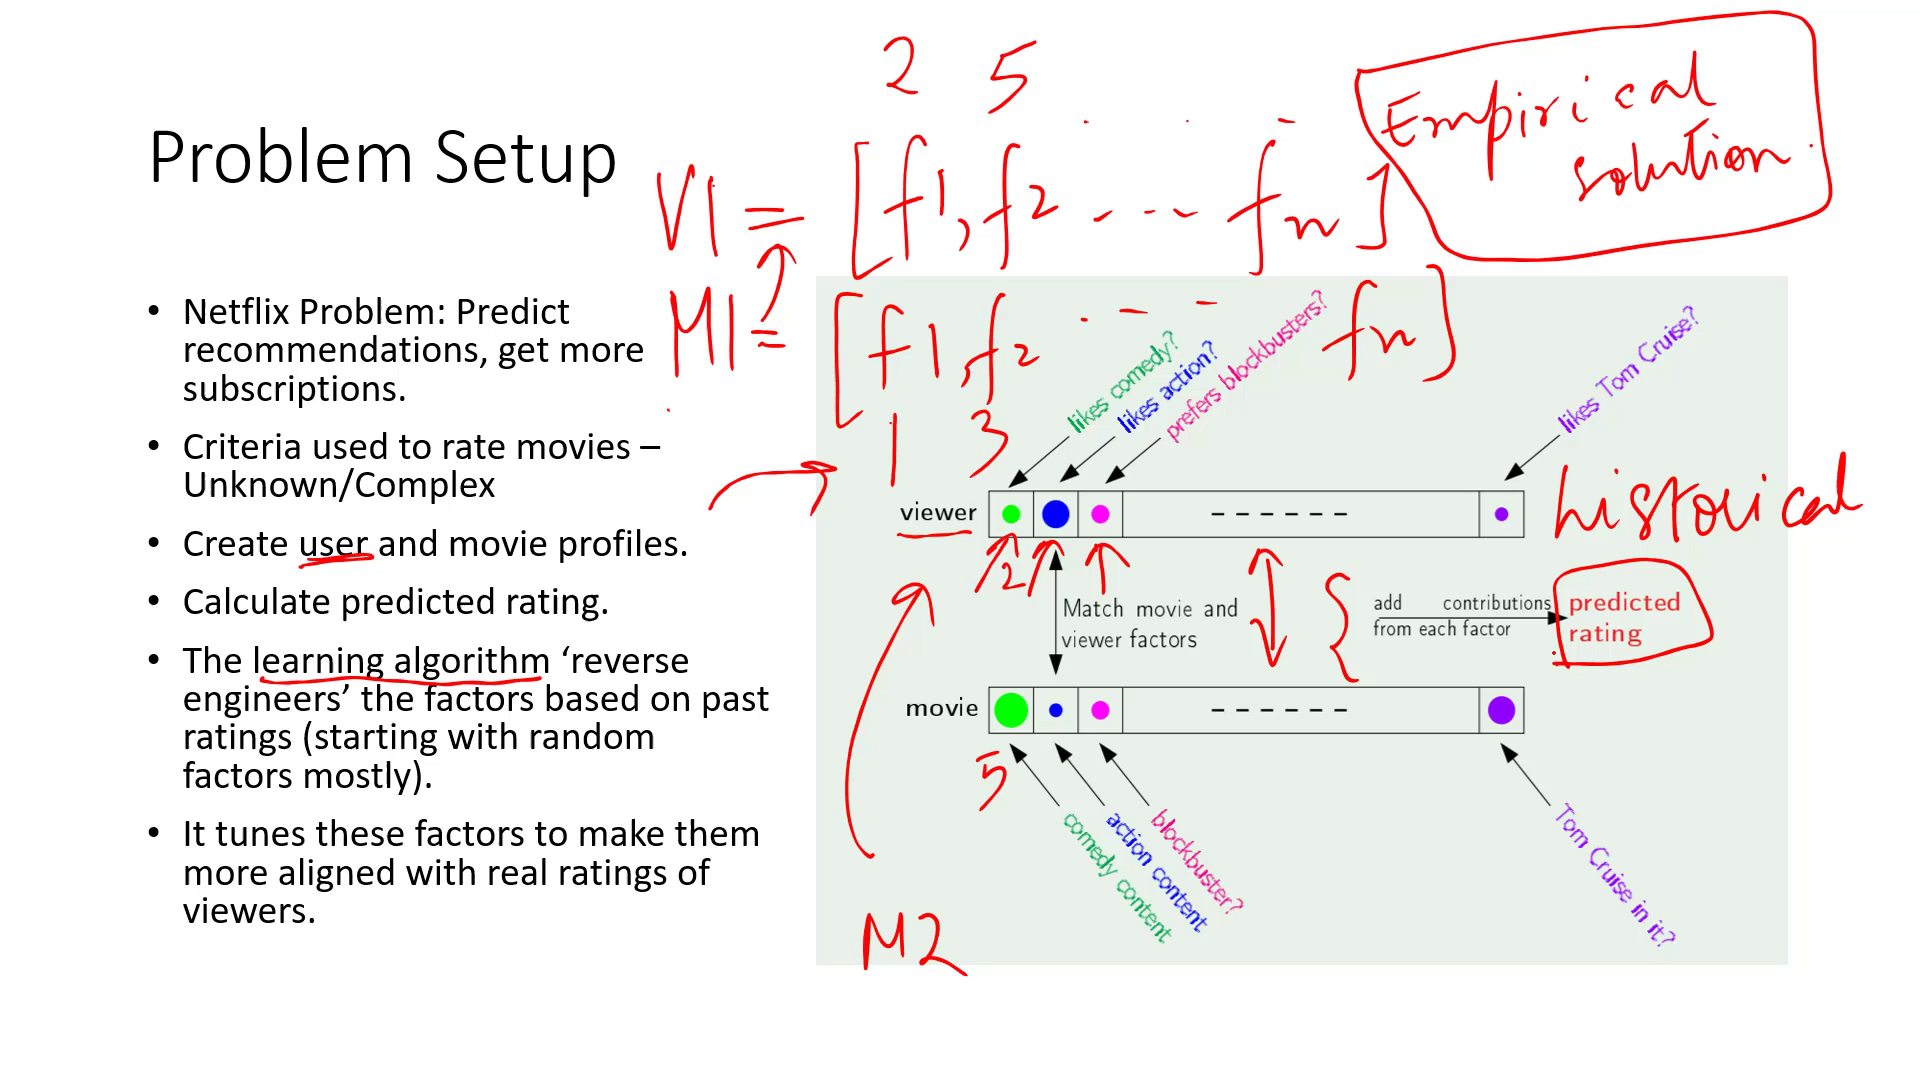 2 5
Empirical
solution
Problem Setup
V1 = [f1, f2 - --- fn]
M1 = [f1, f2 - - - fn]
1 3
• Netflix Problem: Predict
recommendations, get more
subscriptions.
• Criteria used to rate movies –
Unknown/Complex
• Create user and movie profiles.
• Calculate predicted rating.
• The learning algorithm ‘reverse
engineers’ the factors based on past
ratings (starting with random
factors mostly).
• It tunes these factors to make them
more aligned with real ratings of
viewers.
likes comedy?
likes action?
prefers blockbusters?
likes Tom Cruise?
viewer
historical
2
Match movie and
viewer factors
add contributions
from each factor
predicted
rating
movie
5
comedy content
action content
blockbuster?
Tom Cruise in it?
M2